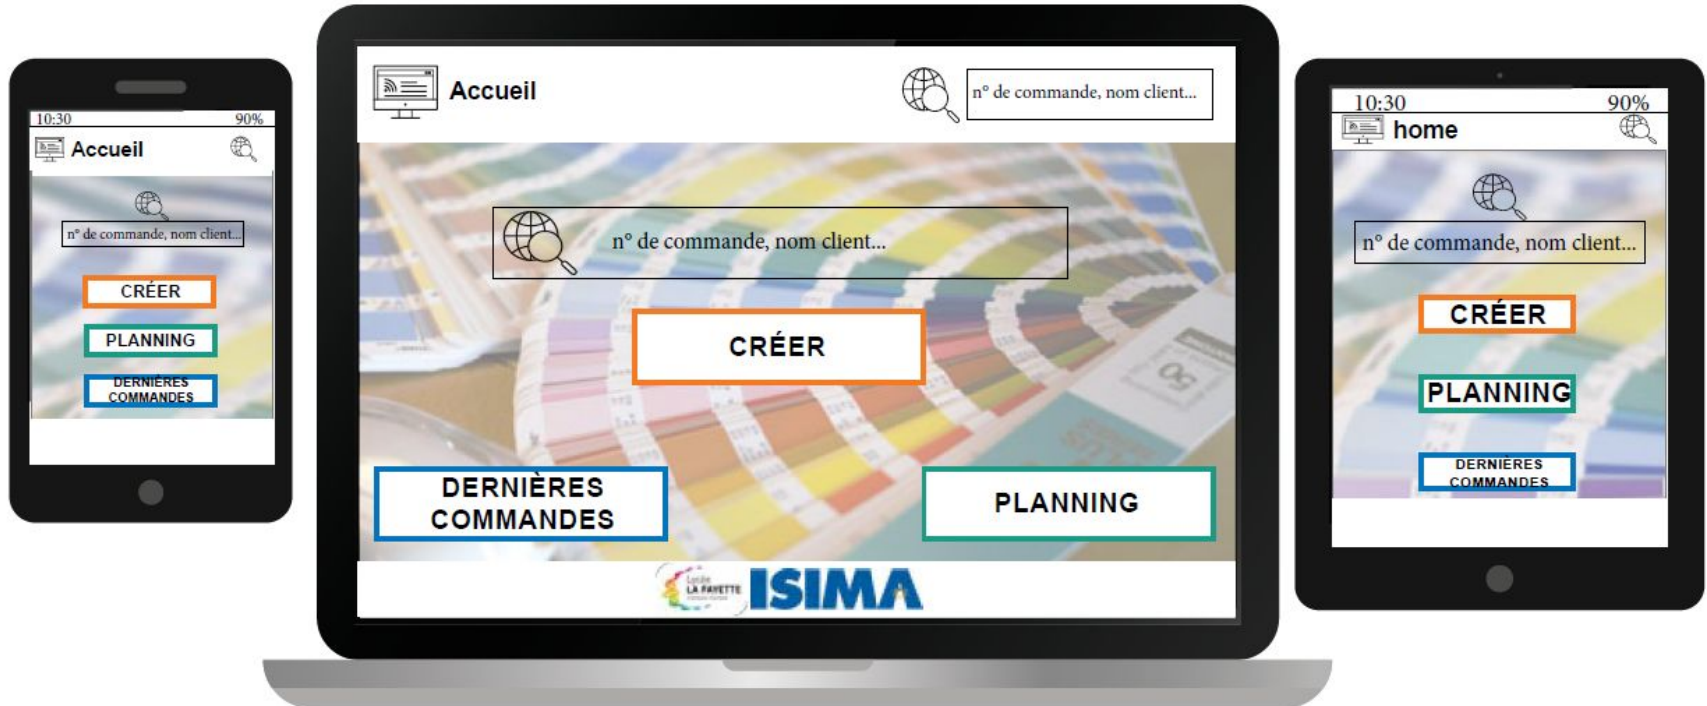 10:30 90%
Accueil
n° de commande, nom client...
CRÉER
PLANNING
DERNIÈRES
COMMANDES
Accueil
n° de commande, nom client...
n° de commande, nom client...
CRÉER
DERNIÈRES
COMMANDES
PLANNING
Lycée
LA FAYETTE
ISIMA
10:30 90%
home
n° de commande, nom client...
CRÉER
PLANNING
DERNIÈRES
COMMANDES